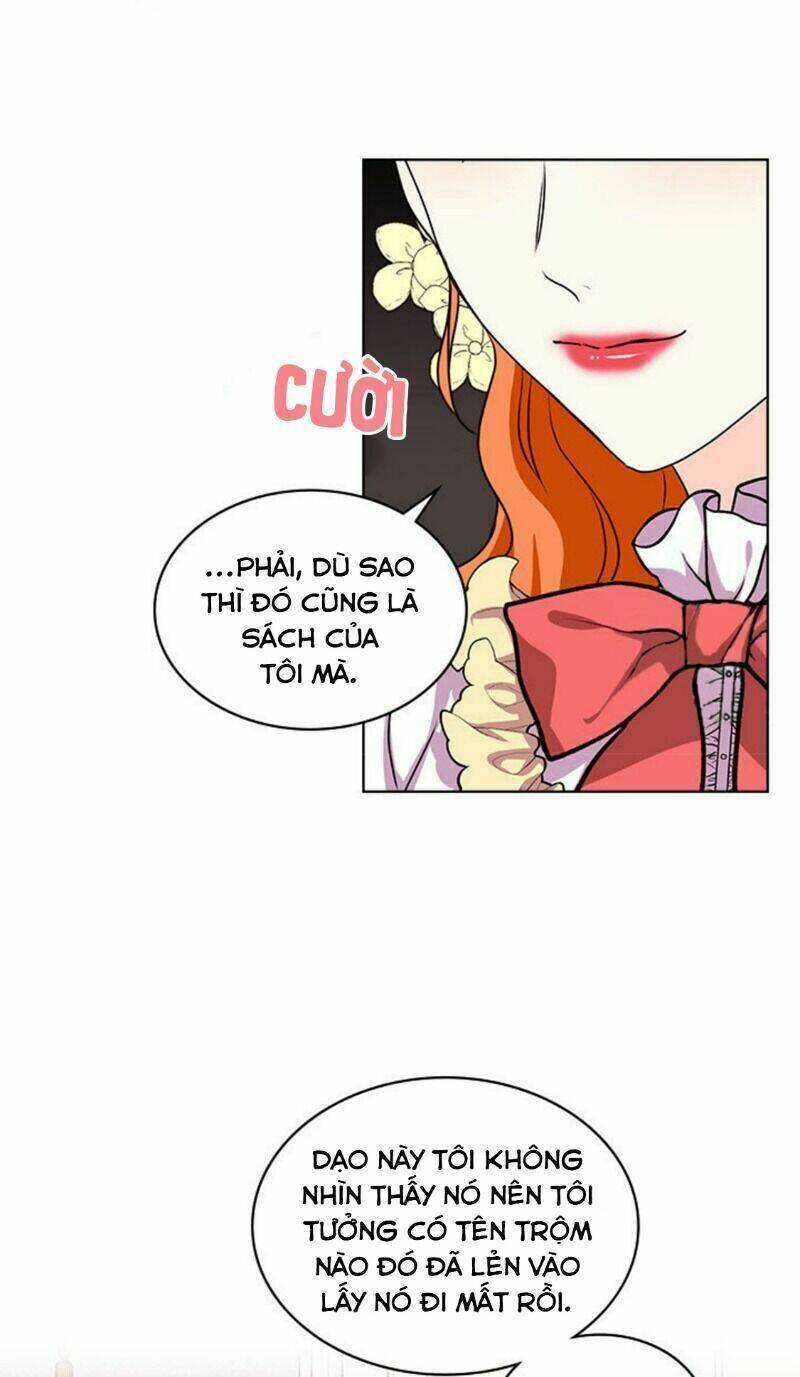 CƯỜI
...PHẢI, DÙ SAO
THÌ ĐÓ CŨNG LÀ
SÁCH CỦA
TÔI MÀ.
DẠO NÀY TÔI KHÔNG
NHÌN THẤY NÓ NÊN TÔI
TƯỞNG CÓ TÊN TRỘM
NÀO ĐÓ ĐÃ LẺN VÀO
LẤY NÓ ĐI MẤT RỒI.